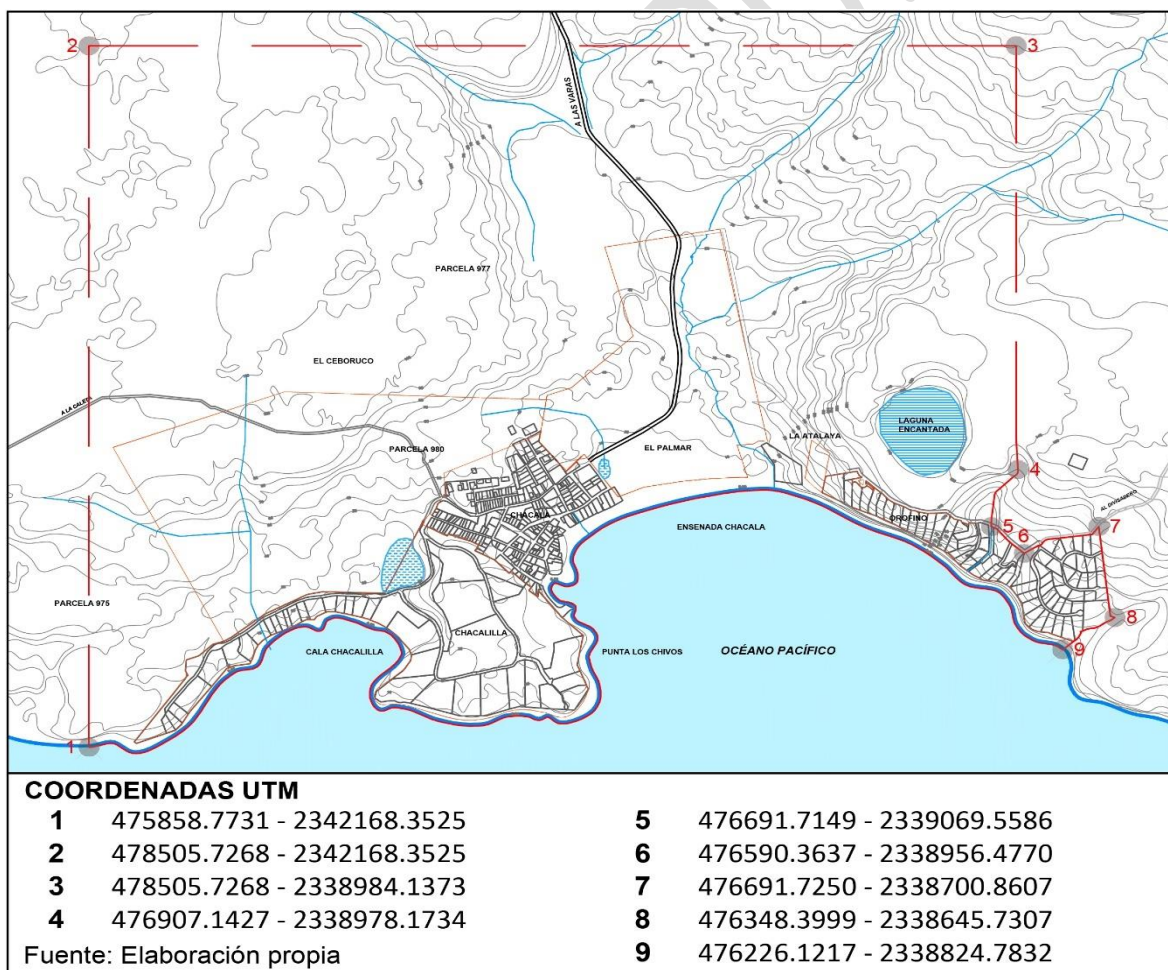 2
3
A LAS VARAS
PARCELA 977
EL CEBORUCO
LAGUNA
ENCANTADA
LA ATALAYA
PARCELA 980
EL PALMAR
4
AL DIVISADERO
CHACALA
ENSENADA CHACALA
OROFINO
5
6
7
PARCELA 975
CHACALILLA
8
CALA CHACALILLA
PUNTA LOS CHIVOS
OCÉANO PACÍFICO
9
1
COORDENADAS UTM
1 475858.7731 - 2342168.3525
2 478505.7268 - 2342168.3525
3 478505.7268 - 2338984.1373
4 476907.1427 - 2338978.1734
Fuente: Elaboración propia
5 476691.7149 - 2339069.5586
6 476590.3637 - 2338956.4770
7 476691.7250 - 2338700.8607
8 476348.3999 - 2338645.7307
9 476226.1217 - 2338824.7832